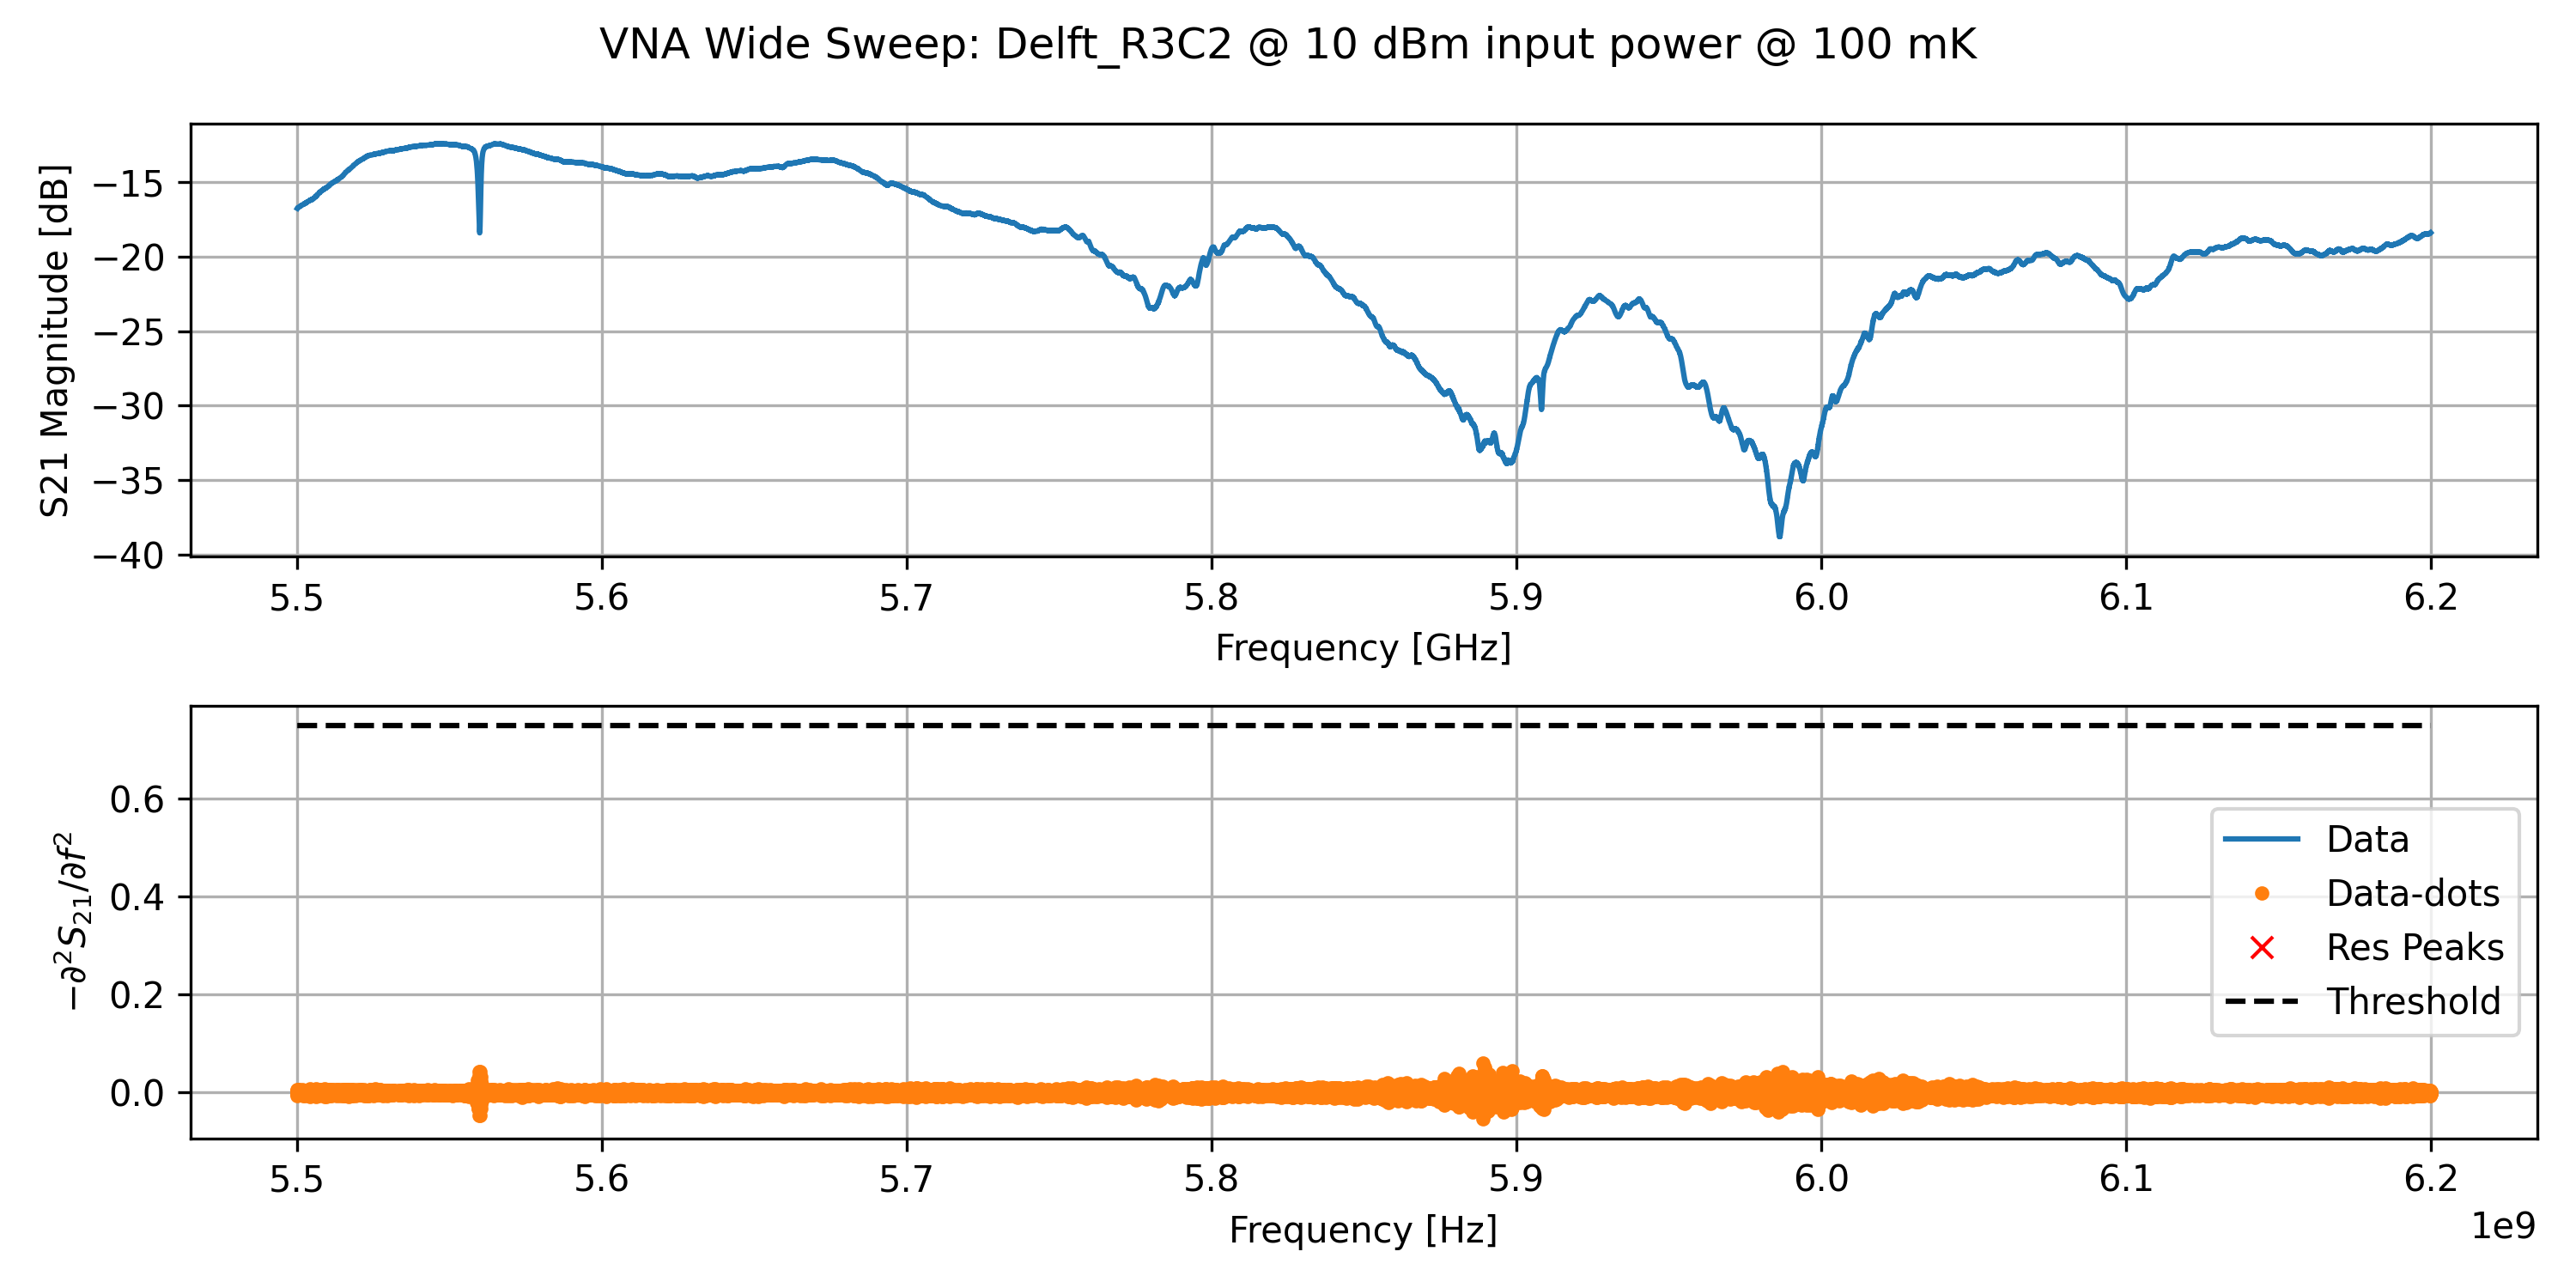 VNA Wide Sweep: Delft_R3C2 @ 10 dBm input power @ 100 mK
S21 Magnitude [dB]
−15
−20
−25
−30
−35
−40
5.5 5.6 5.7 5.8 5.9 6.0 6.1 6.2
Frequency [GHz]
−∂²S₂₁/∂f²
0.6
0.4
0.2
0.0
Data
Data-dots
Res Peaks
Threshold
5.5 5.6 5.7 5.8 5.9 6.0 6.1 6.2
Frequency [Hz]
1e9